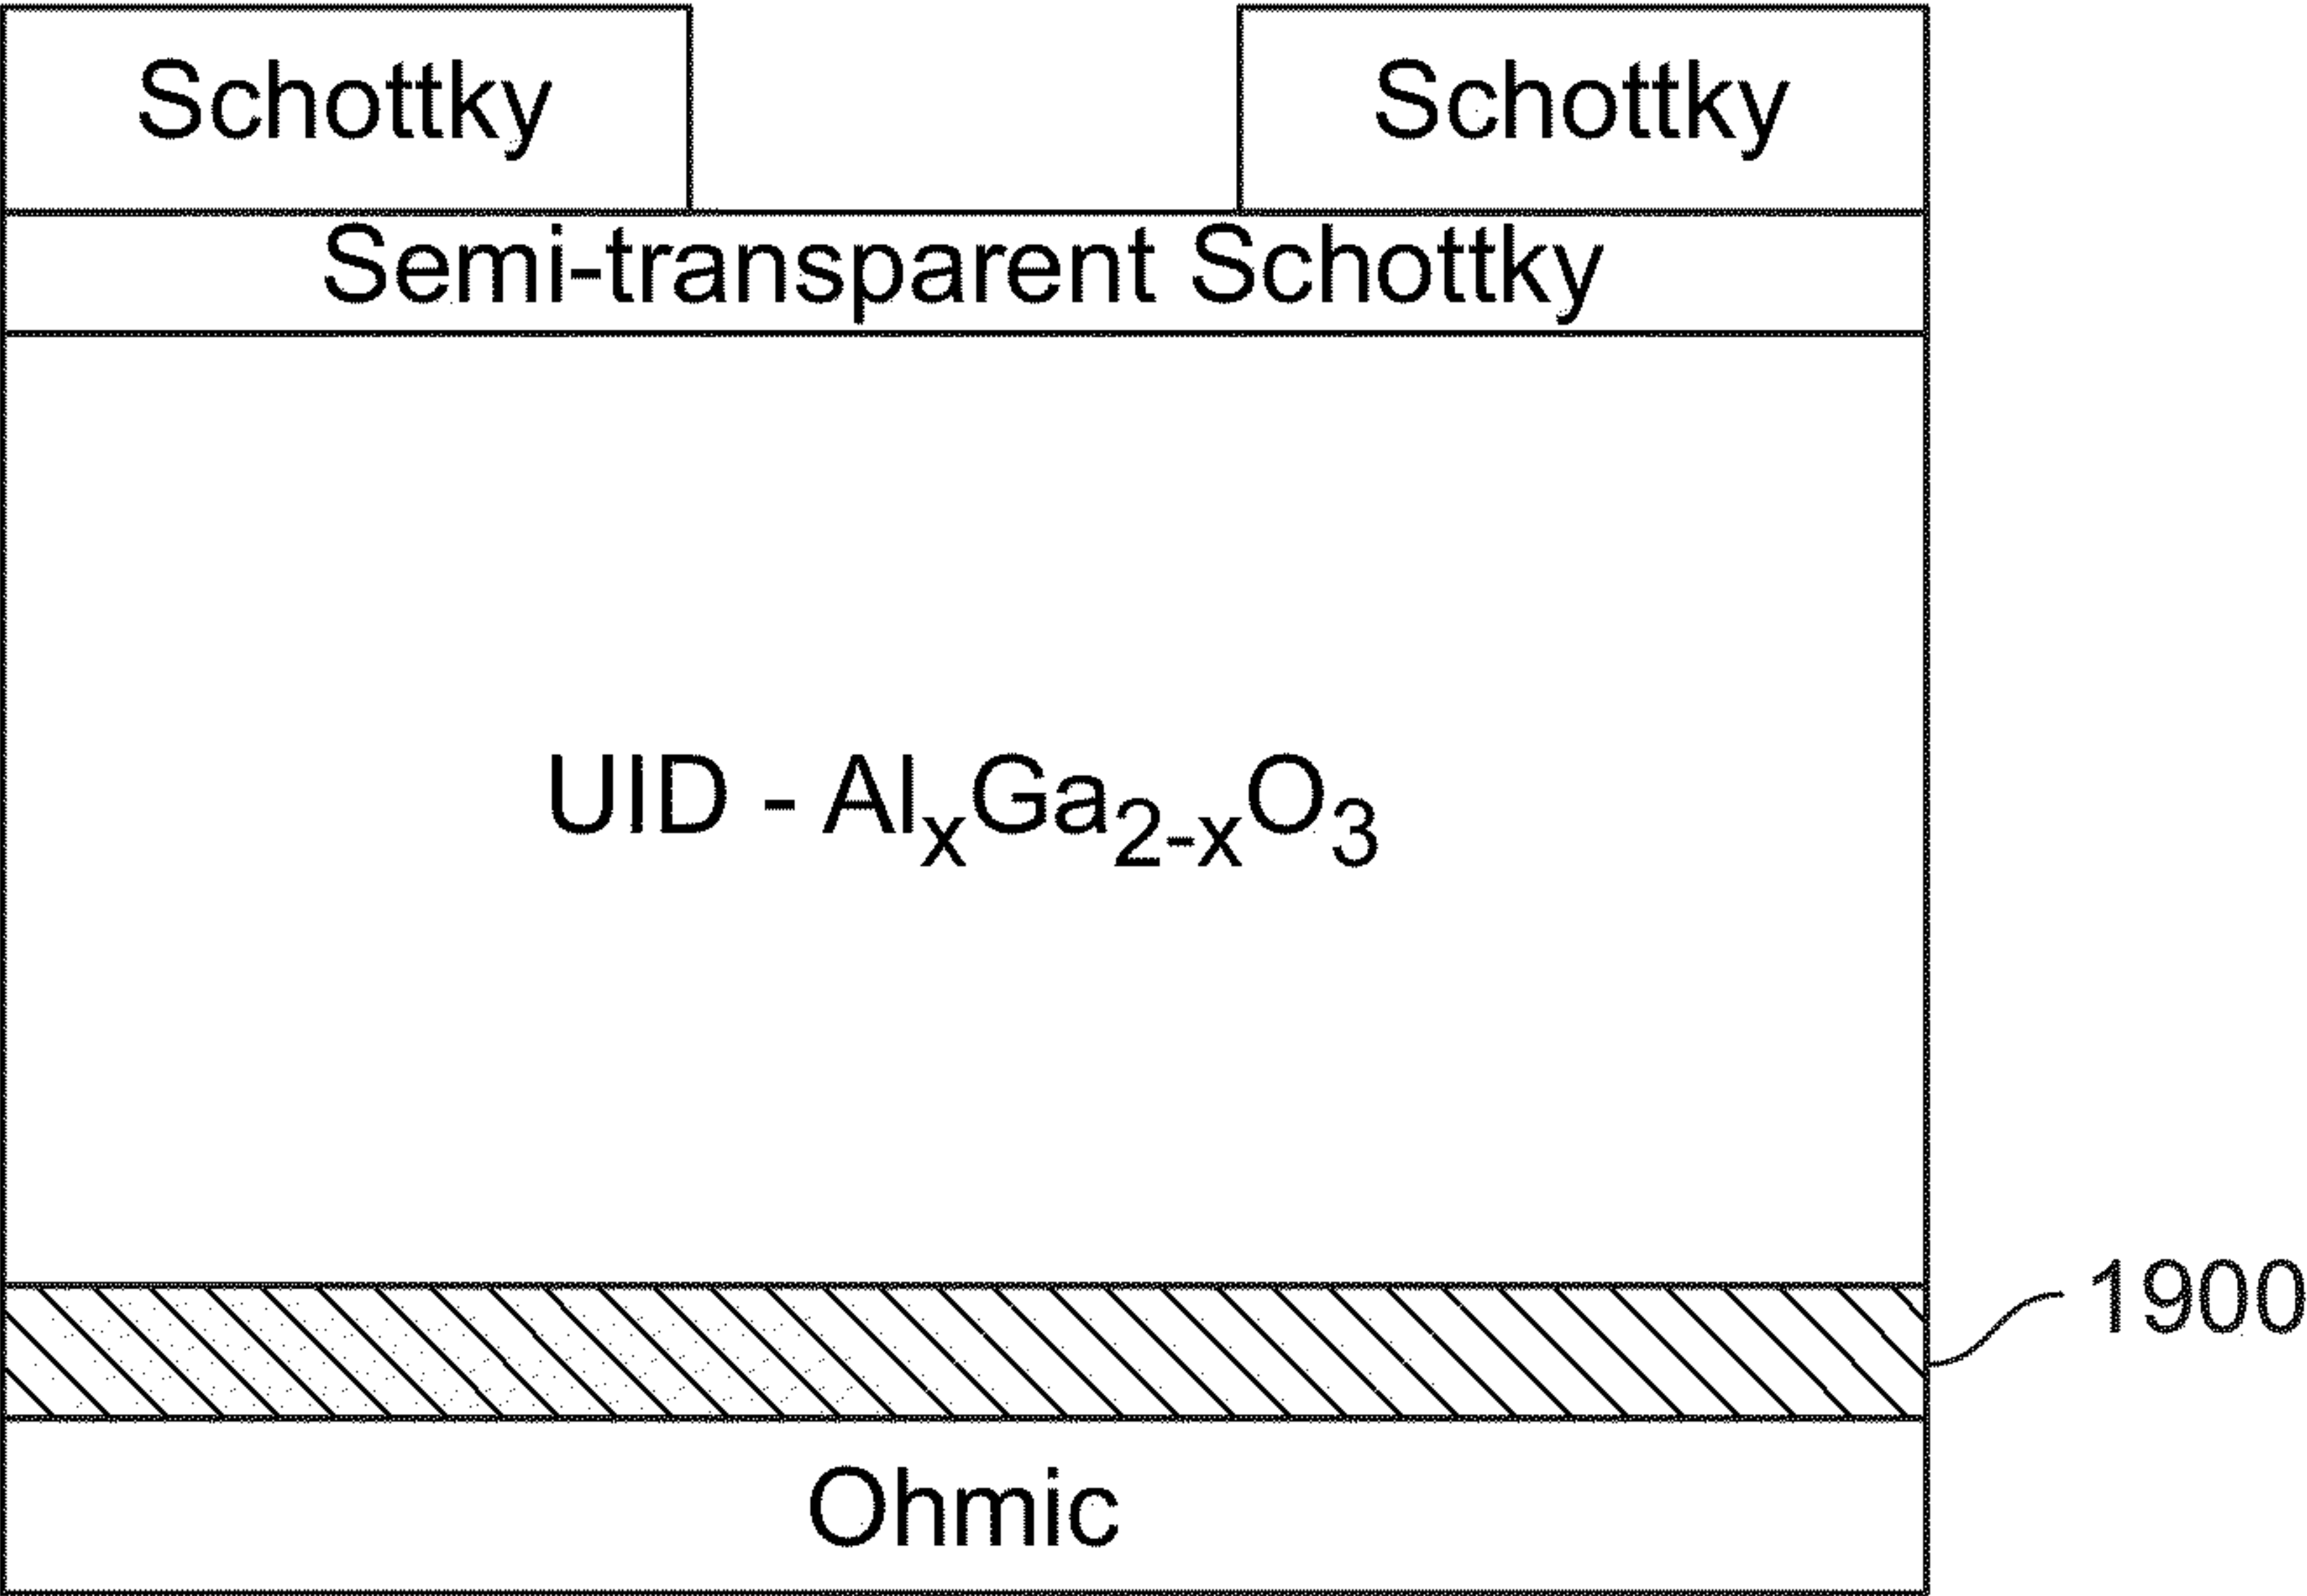 Schottky Schottky
Semi-transparent Schottky
UID - AlₓGa₂₋ₓO₃
1900
Ohmic